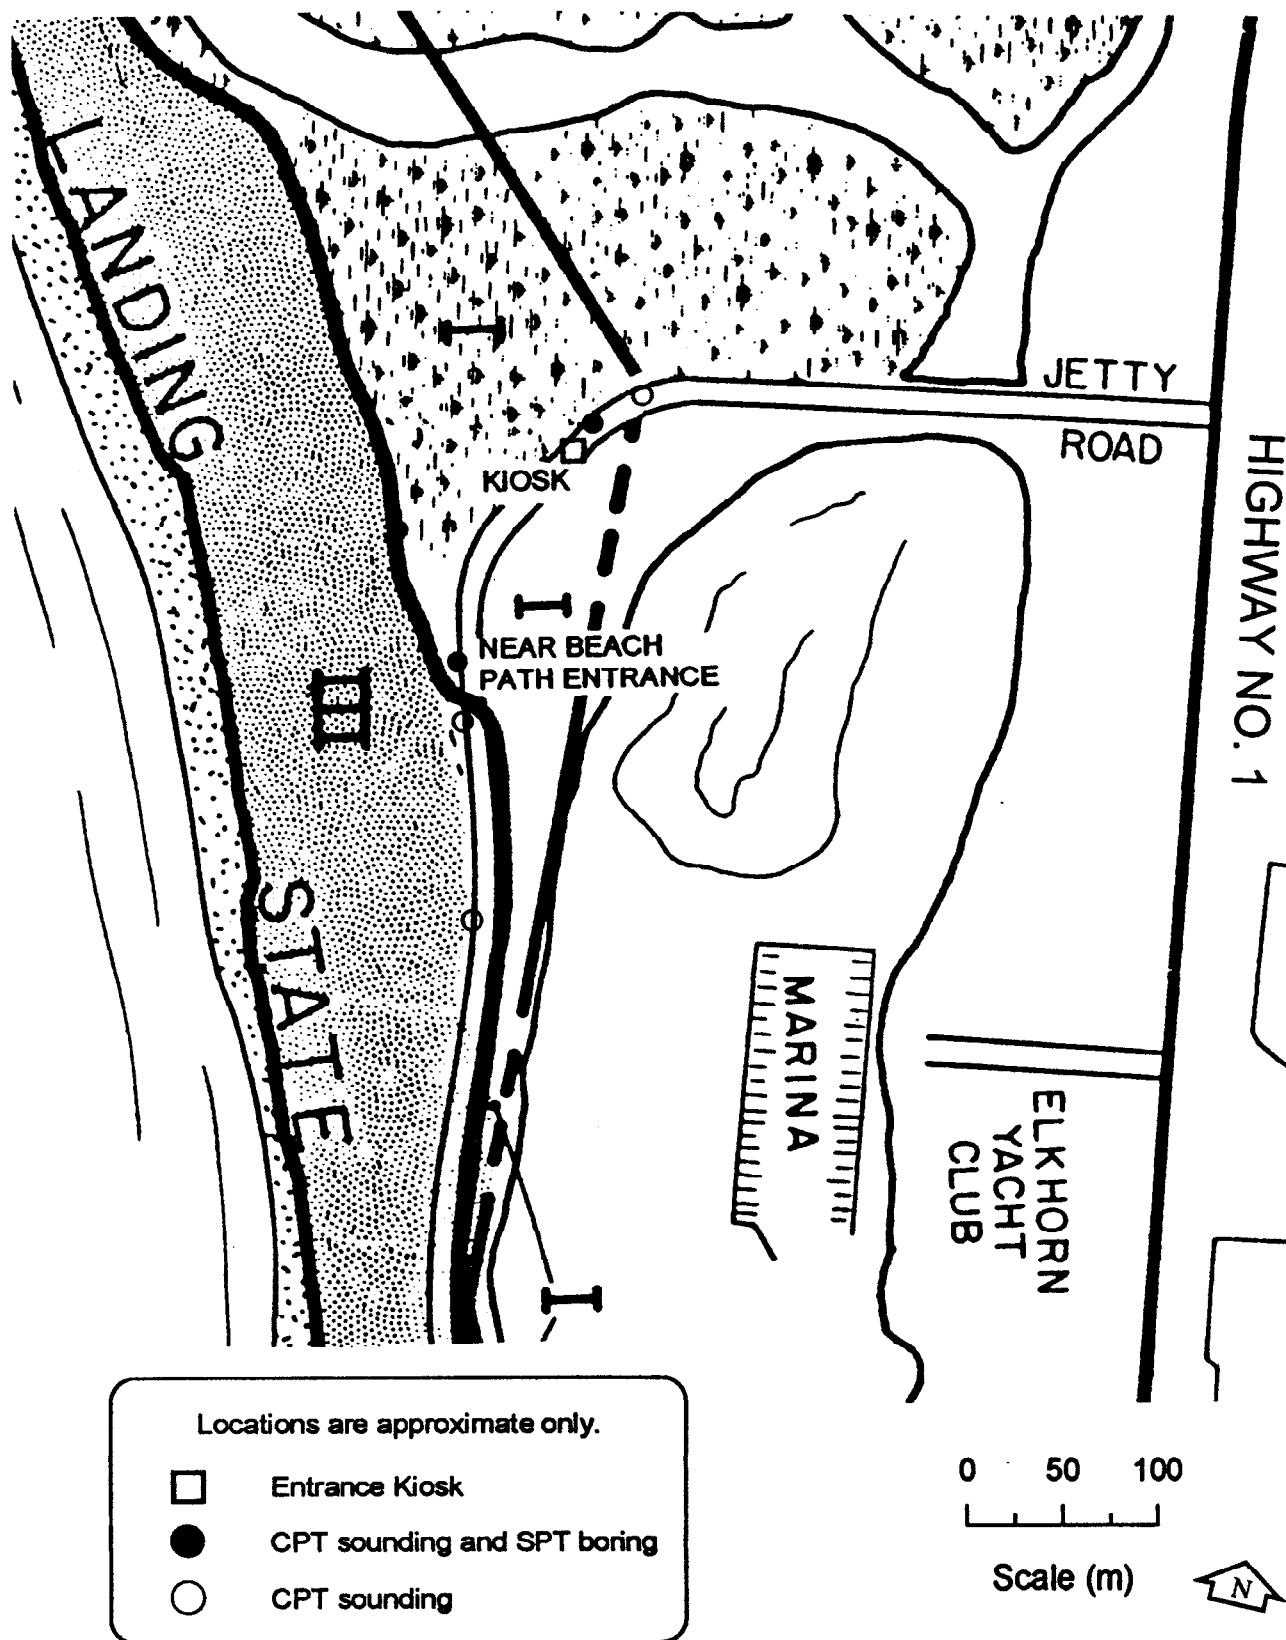 LANDING
I
JETTY
ROAD
KIOSK
HIGHWAY NO. 1
I
NEAR BEACH
PATH ENTRANCE
III
STATE
MARINA
ELKHORN
YACHT
CLUB
I
Locations are approximate only.
Entrance Kiosk
CPT sounding and SPT boring
CPT sounding
0 50 100
Scale (m)
N